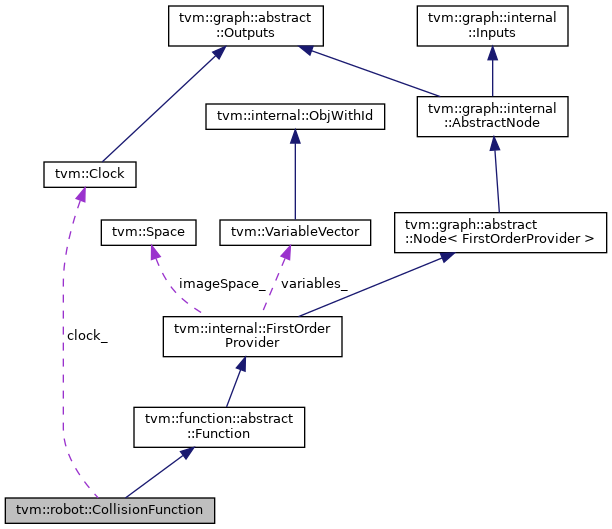 tvm::graph::abstract
::Outputs
tvm::graph::internal
::Inputs
tvm::internal::ObjWithId
tvm::graph::internal
::AbstractNode
tvm::Clock
tvm::Space
tvm::VariableVector
tvm::graph::abstract
::Node< FirstOrderProvider >
imageSpace_
variables_
tvm::internal::FirstOrder
Provider
clock_
tvm::function::abstract
::Function
tvm::robot::CollisionFunction